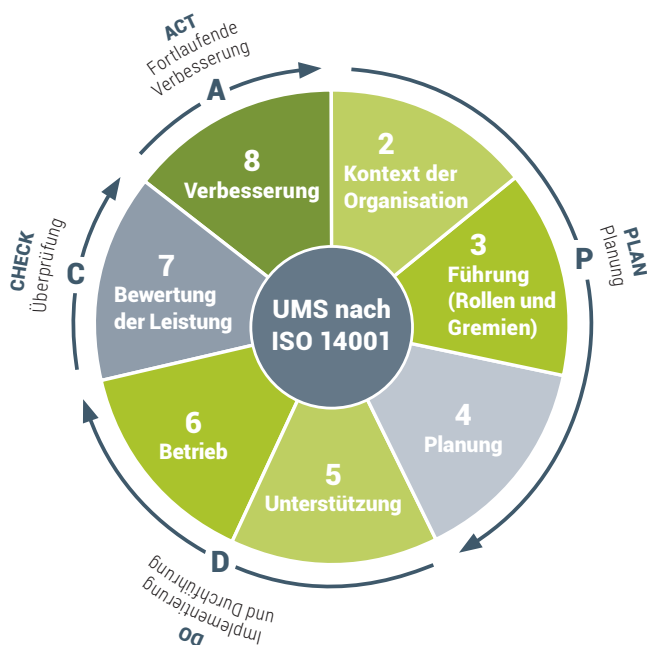 ACT
Fortlaufende
Verbesserung
A
8
Verbesserung
2
Kontext der
Organisation
3
Führung
(Rollen und
Gremien)
P
PLAN
Planung
CHECK
Überprüfung
C
7
Bewertung
der Leistung
UMS nach
ISO 14001
4
Planung
6
Betrieb
5
Unterstützung
D
Implementierung
und Durchführung
DO